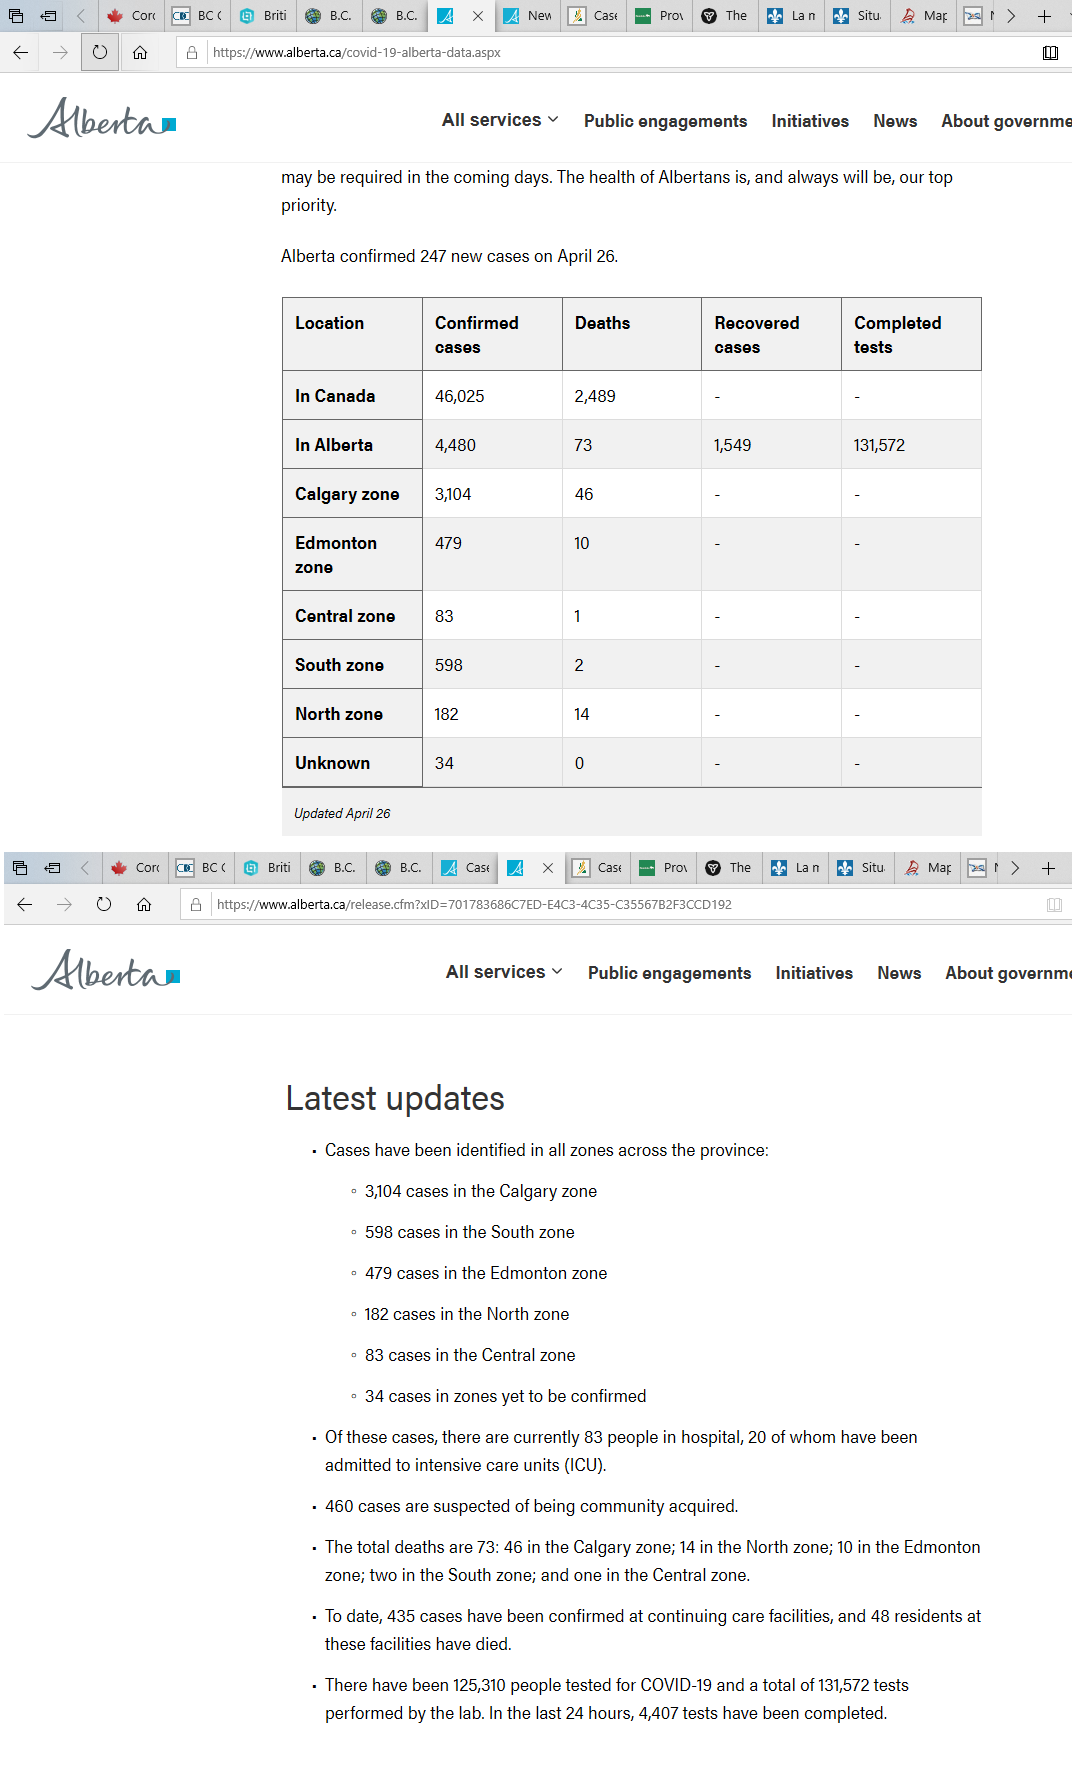 Corc BC C Briti B.C. B.C. New Case Prov The La m Situ Map
https://www.alberta.ca/covid-19-alberta-data.aspx
Alberta
All services Public engagements Initiatives News About governme
may be required in the coming days. The health of Albertans is, and always will be, our top
priority.
Alberta confirmed 247 new cases on April 26.
Location Confirmed cases Deaths Recovered cases Completed tests
In Canada 46,025 2,489 - -
In Alberta 4,480 73 1,549 131,572
Calgary zone 3,104 46 - -
Edmonton zone 479 10 - -
Central zone 83 1 - -
South zone 598 2 - -
North zone 182 14 - -
Unknown 34 0 - -
Updated April 26
Corc BC C Briti B.C. B.C. Case Case Prov The La m Situ Map
https://www.alberta.ca/release.cfm?xID=701783686C7ED-E4C3-4C35-C35567B2F3CCD192
Alberta
All services Public engagements Initiatives News About governme
Latest updates
▪ Cases have been identified in all zones across the province:
▫ 3,104 cases in the Calgary zone
▫ 598 cases in the South zone
▫ 479 cases in the Edmonton zone
▫ 182 cases in the North zone
▫ 83 cases in the Central zone
▫ 34 cases in zones yet to be confirmed
▪ Of these cases, there are currently 83 people in hospital, 20 of whom have been
admitted to intensive care units (ICU).
▪ 460 cases are suspected of being community acquired.
▪ The total deaths are 73: 46 in the Calgary zone; 14 in the North zone; 10 in the Edmonton
zone; two in the South zone; and one in the Central zone.
▪ To date, 435 cases have been confirmed at continuing care facilities, and 48 residents at
these facilities have died.
▪ There have been 125,310 people tested for COVID-19 and a total of 131,572 tests
performed by the lab. In the last 24 hours, 4,407 tests have been completed.